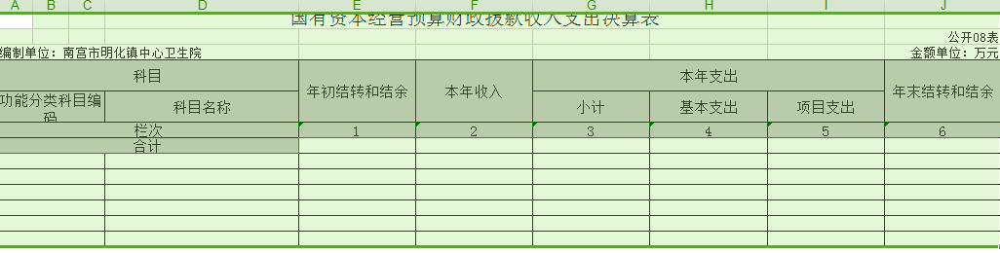 A B C D E F G H I J
国有资本经营预算财政拨款收入支出决算表
公开08表
编制单位：南宫市明化镇中心卫生院 金额单位：万元
科目 年初结转和结余 本年收入 本年支出 年末结转和结余
功能分类科目编码 科目名称 小计 基本支出 项目支出
栏次 1 2 3 4 5 6
合计